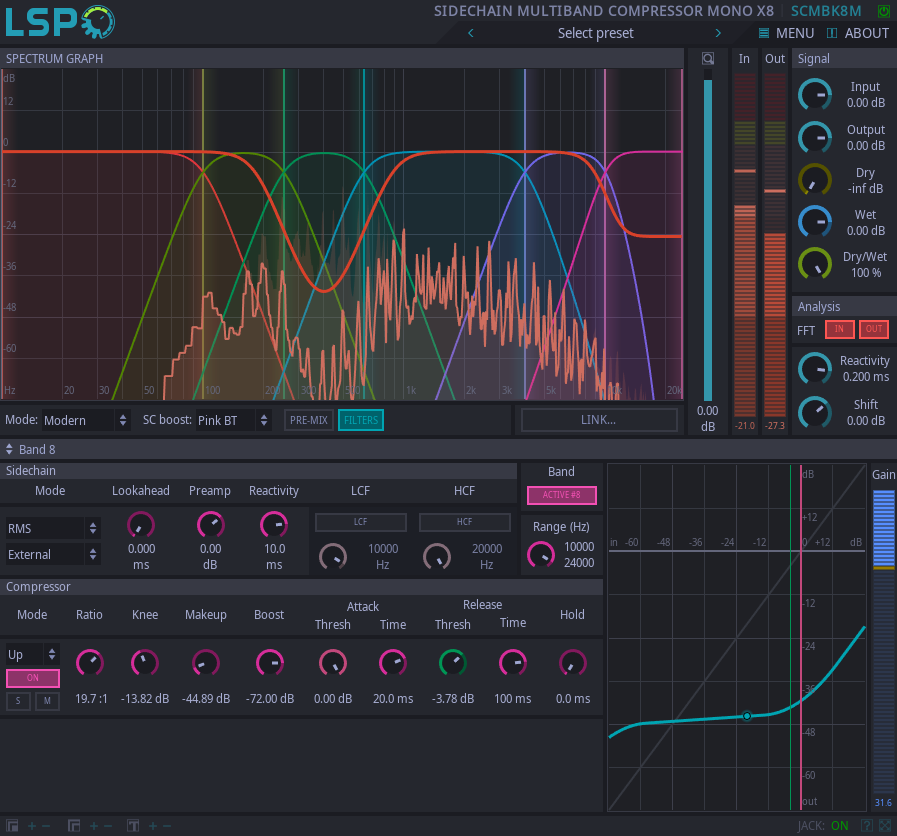 LSP
SIDECHAIN MULTIBAND COMPRESSOR MONO X8
SCMBK8M
Select preset
MENU
ABOUT
SPECTRUM GRAPH
dB
12
0
-12
-24
-36
-48
-60
Hz
20
30
50
100
200
300
500
1k
2k
3k
5k
20k
0.00
dB
In
Out
-21.0
-27.3
Signal
Input
0.00 dB
Output
0.00 dB
Dry
-inf dB
Wet
0.00 dB
Dry/Wet
100 %
Analysis
FFT
IN
OUT
Reactivity
0.200 ms
Shift
0.00 dB
Mode:
Modern
SC boost:
Pink BT
PRE-MIX
FILTERS
LINK...
Band 8
Sidechain
Mode
Lookahead
Preamp
Reactivity
LCF
HCF
RMS
External
0.000
ms
0.00
dB
10.0
ms
LCF
10000
Hz
HCF
20000
Hz
Band
ACTIVE #8
Range (Hz)
10000
24000
Compressor
Mode
Ratio
Knee
Makeup
Boost
Attack
Thresh
Time
Release
Thresh
Time
Hold
Up
ON
S
M
19.7 :1
-13.82 dB
-44.89 dB
-72.00 dB
0.00 dB
20.0 ms
-3.78 dB
100 ms
0.0 ms
dB
+12
in
-60
-48
-36
-24
-12
0
+12
dB
-12
-24
-36
-48
-60
out
Gain
31.6
JACK:
ON